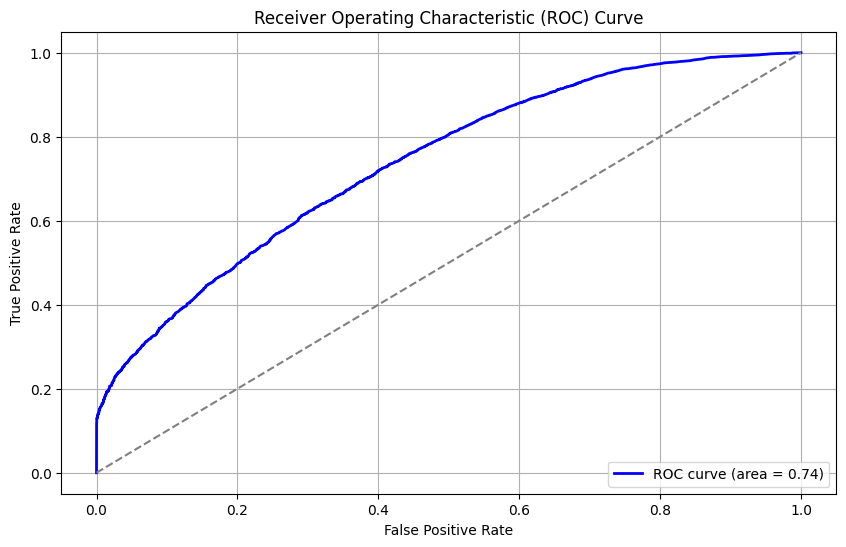 Receiver Operating Characteristic (ROC) Curve
1.0
0.8
0.6
0.4
0.2
0.0
True Positive Rate
ROC curve (area = 0.74)
0.0 0.2 0.4 0.6 0.8 1.0
False Positive Rate